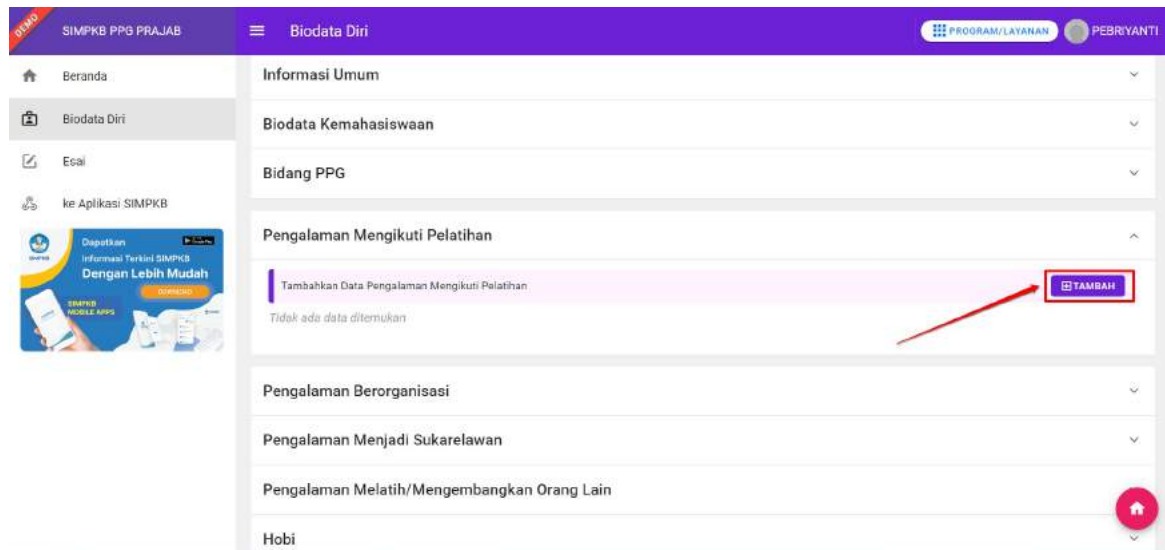 DEMO
SIMPKB PPG PRAJAB
Biodata Diri
PROGRAM/LAYANAN
PEBRIYANTI
Beranda
Biodata Diri
Esai
ke Aplikasi SIMPKB
Dapatkan
Informasi Terkini SIMPKB
Dengan Lebih Mudah
DOWNLOAD
SIMPKB
MOBILE APPS
Informasi Umum
Biodata Kemahasiswaan
Bidang PPG
Pengalaman Mengikuti Pelatihan
Tambahkan Data Pengalaman Mengikuti Pelatihan
TAMBAH
Tidak ada data ditemukan
Pengalaman Berorganisasi
Pengalaman Menjadi Sukarelawan
Pengalaman Melatih/Mengembangkan Orang Lain
Hobi